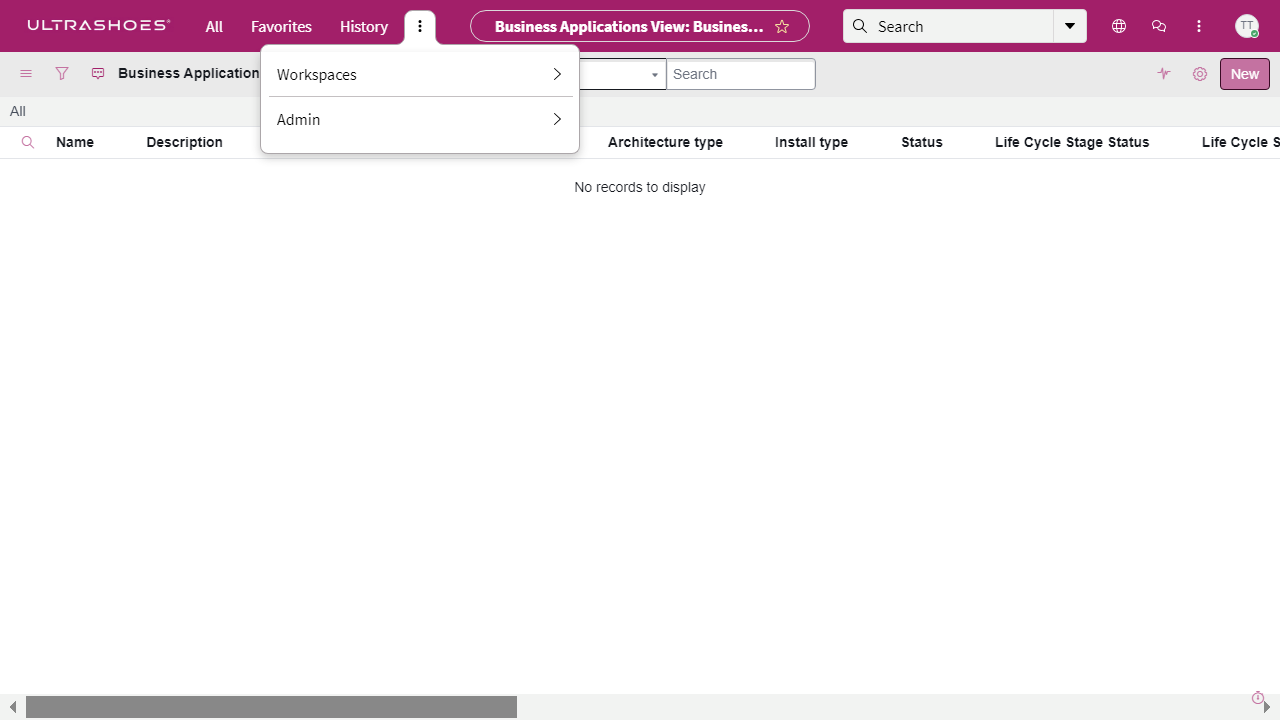 ULTRASHOES
All
Favorites
History
Business Applications View: Busines...
Search
TT
Workspaces
Admin
Business Application
Search
New
All
Name
Description
Architecture type
Install type
Status
Life Cycle Stage Status
Life Cycle S
No records to display